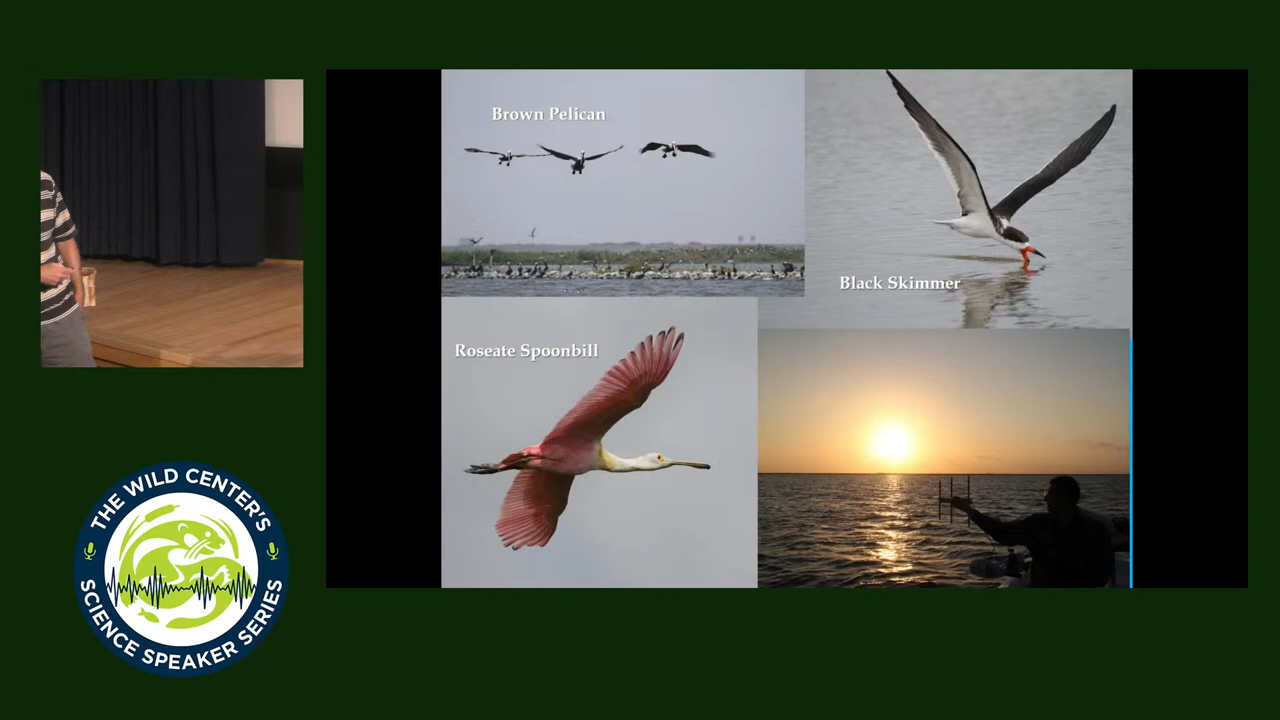 Brown Pelican
Black Skimmer
Roseate Spoonbill
THE WILD CENTER'S
SCIENCE SPEAKER SERIES